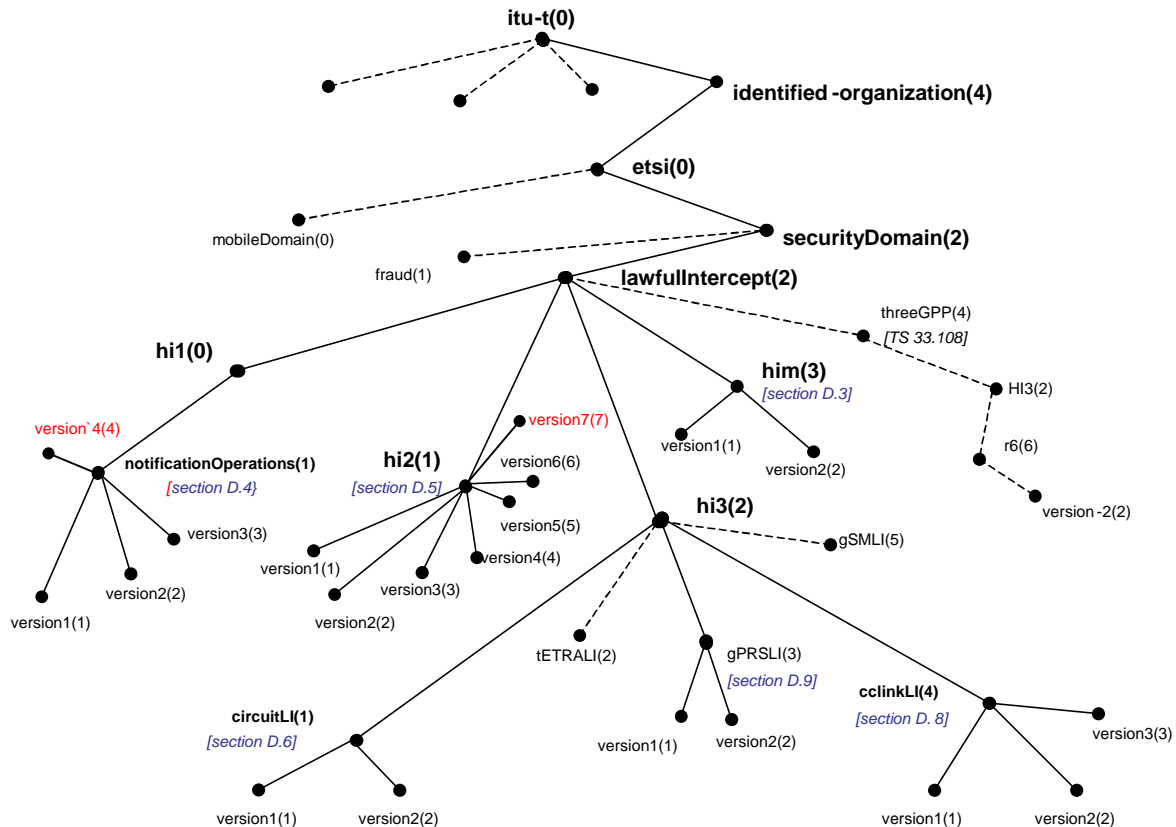 itu-t(0)
identified -organization(4)
etsi(0)
mobileDomain(0)
securityDomain(2)
fraud(1)
lawfulIntercept(2)
threeGPP(4)
[TS 33.108]
hi1(0)
him(3)
[section D.3]
HI3(2)
version`4(4)
version7(7)
version1(1)
version2(2)
r6(6)
notificationOperations(1)
[section D.4}
hi2(1)
[section D.5]
version6(6)
version5(5)
version-2(2)
hi3(2)
version3(3)
version4(4)
gSMLI(5)
version1(1)
version3(3)
version2(2)
version1(1)
version2(2)
tETRALI(2)
gPRSLI(3)
[section D.9]
cclinkLI(4)
[section D. 8]
circuitLI(1)
[section D.6]
version1(1)
version2(2)
version3(3)
version1(1)
version2(2)
version1(1)
version2(2)